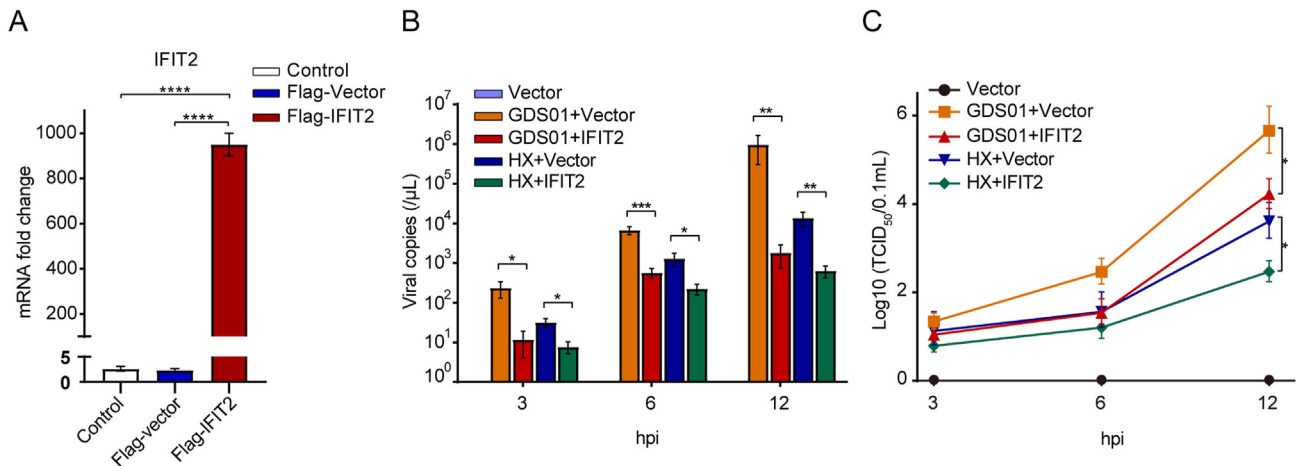 A
IFIT2
Control
Flag-Vector
Flag-IFIT2
****
****
mRNA fold change
1000
800
600
400
200
5
0
Control
Flag-vector
Flag-IFIT2
B
Vector
GDS01+Vector
GDS01+IFIT2
HX+Vector
HX+IFIT2
Viral copies (/μL)
10⁷
10⁶
10⁵
10⁴
10³
10²
10¹
10⁰
*
*
***
*
**
**
3
6
12
hpi
C
Vector
GDS01+Vector
GDS01+IFIT2
HX+Vector
HX+IFIT2
Log10 (TCID₅₀/0.1mL)
6
4
2
0
*
*
3
6
12
hpi